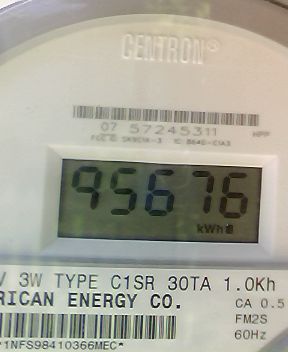 CENTRON®
07 57245311
HPP
95676
kWh
V 3W TYPE C1SR 30TA 1.0Kh
RICAN ENERGY CO.
CA 0.5
FM2S
60Hz
*1NFS98410366MEC*